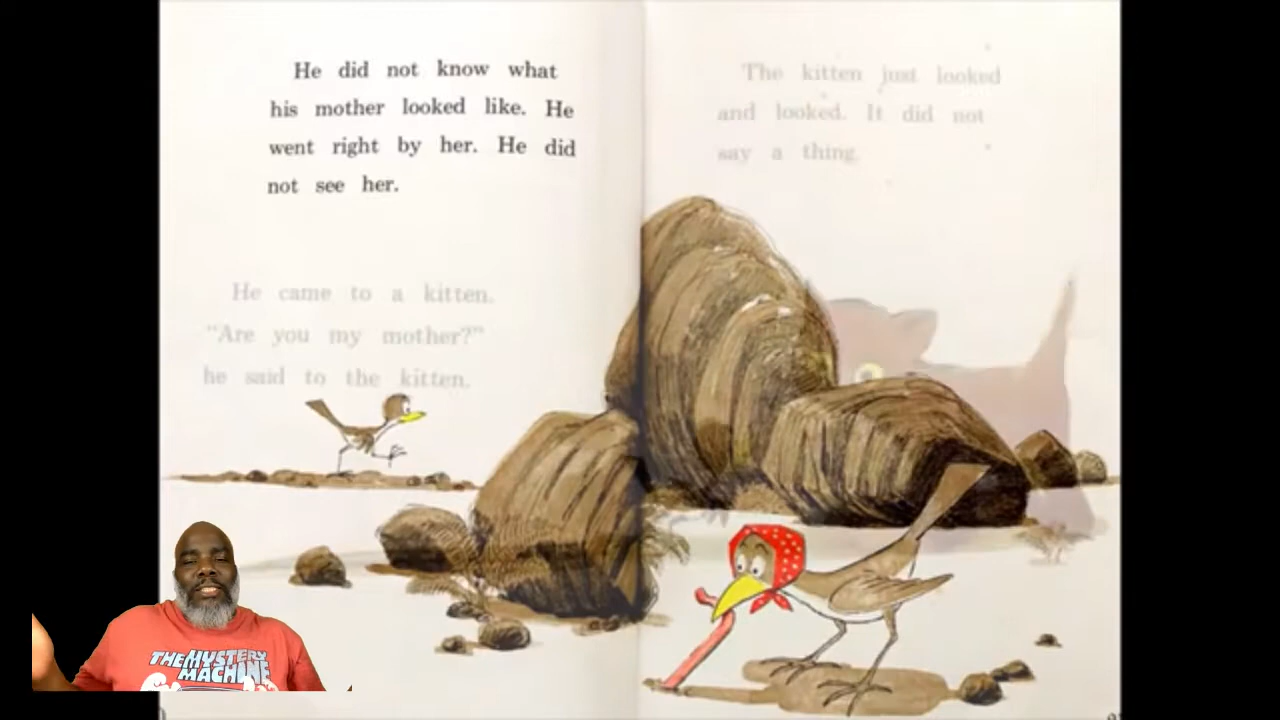 He did not know what
his mother looked like. He
went right by her. He did
not see her.
He came to a kitten.
"Are you my mother?"
he said to the kitten.
The kitten just looked
and looked. It did not
say a thing.
THE MYSTERY
MACHINE